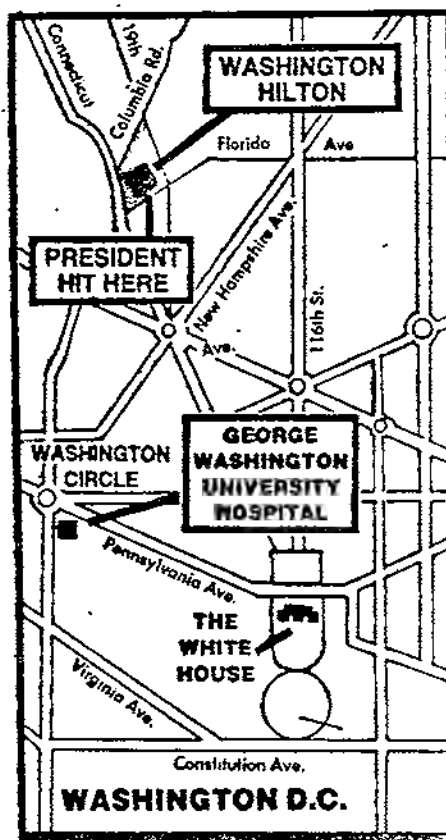 Connecticut
19th
Columbia Rd.
WASHINGTON
HILTON
Florida Ave
PRESIDENT
HIT HERE
New Hampshire Ave.
Ave.
116th St.
WASHINGTON
CIRCLE
GEORGE
WASHINGTON
UNIVERSITY
HOSPITAL
Pennsylvania Ave.
THE
WHITE
HOUSE
Virginia Ave.
Constitution Ave.
WASHINGTON D.C.